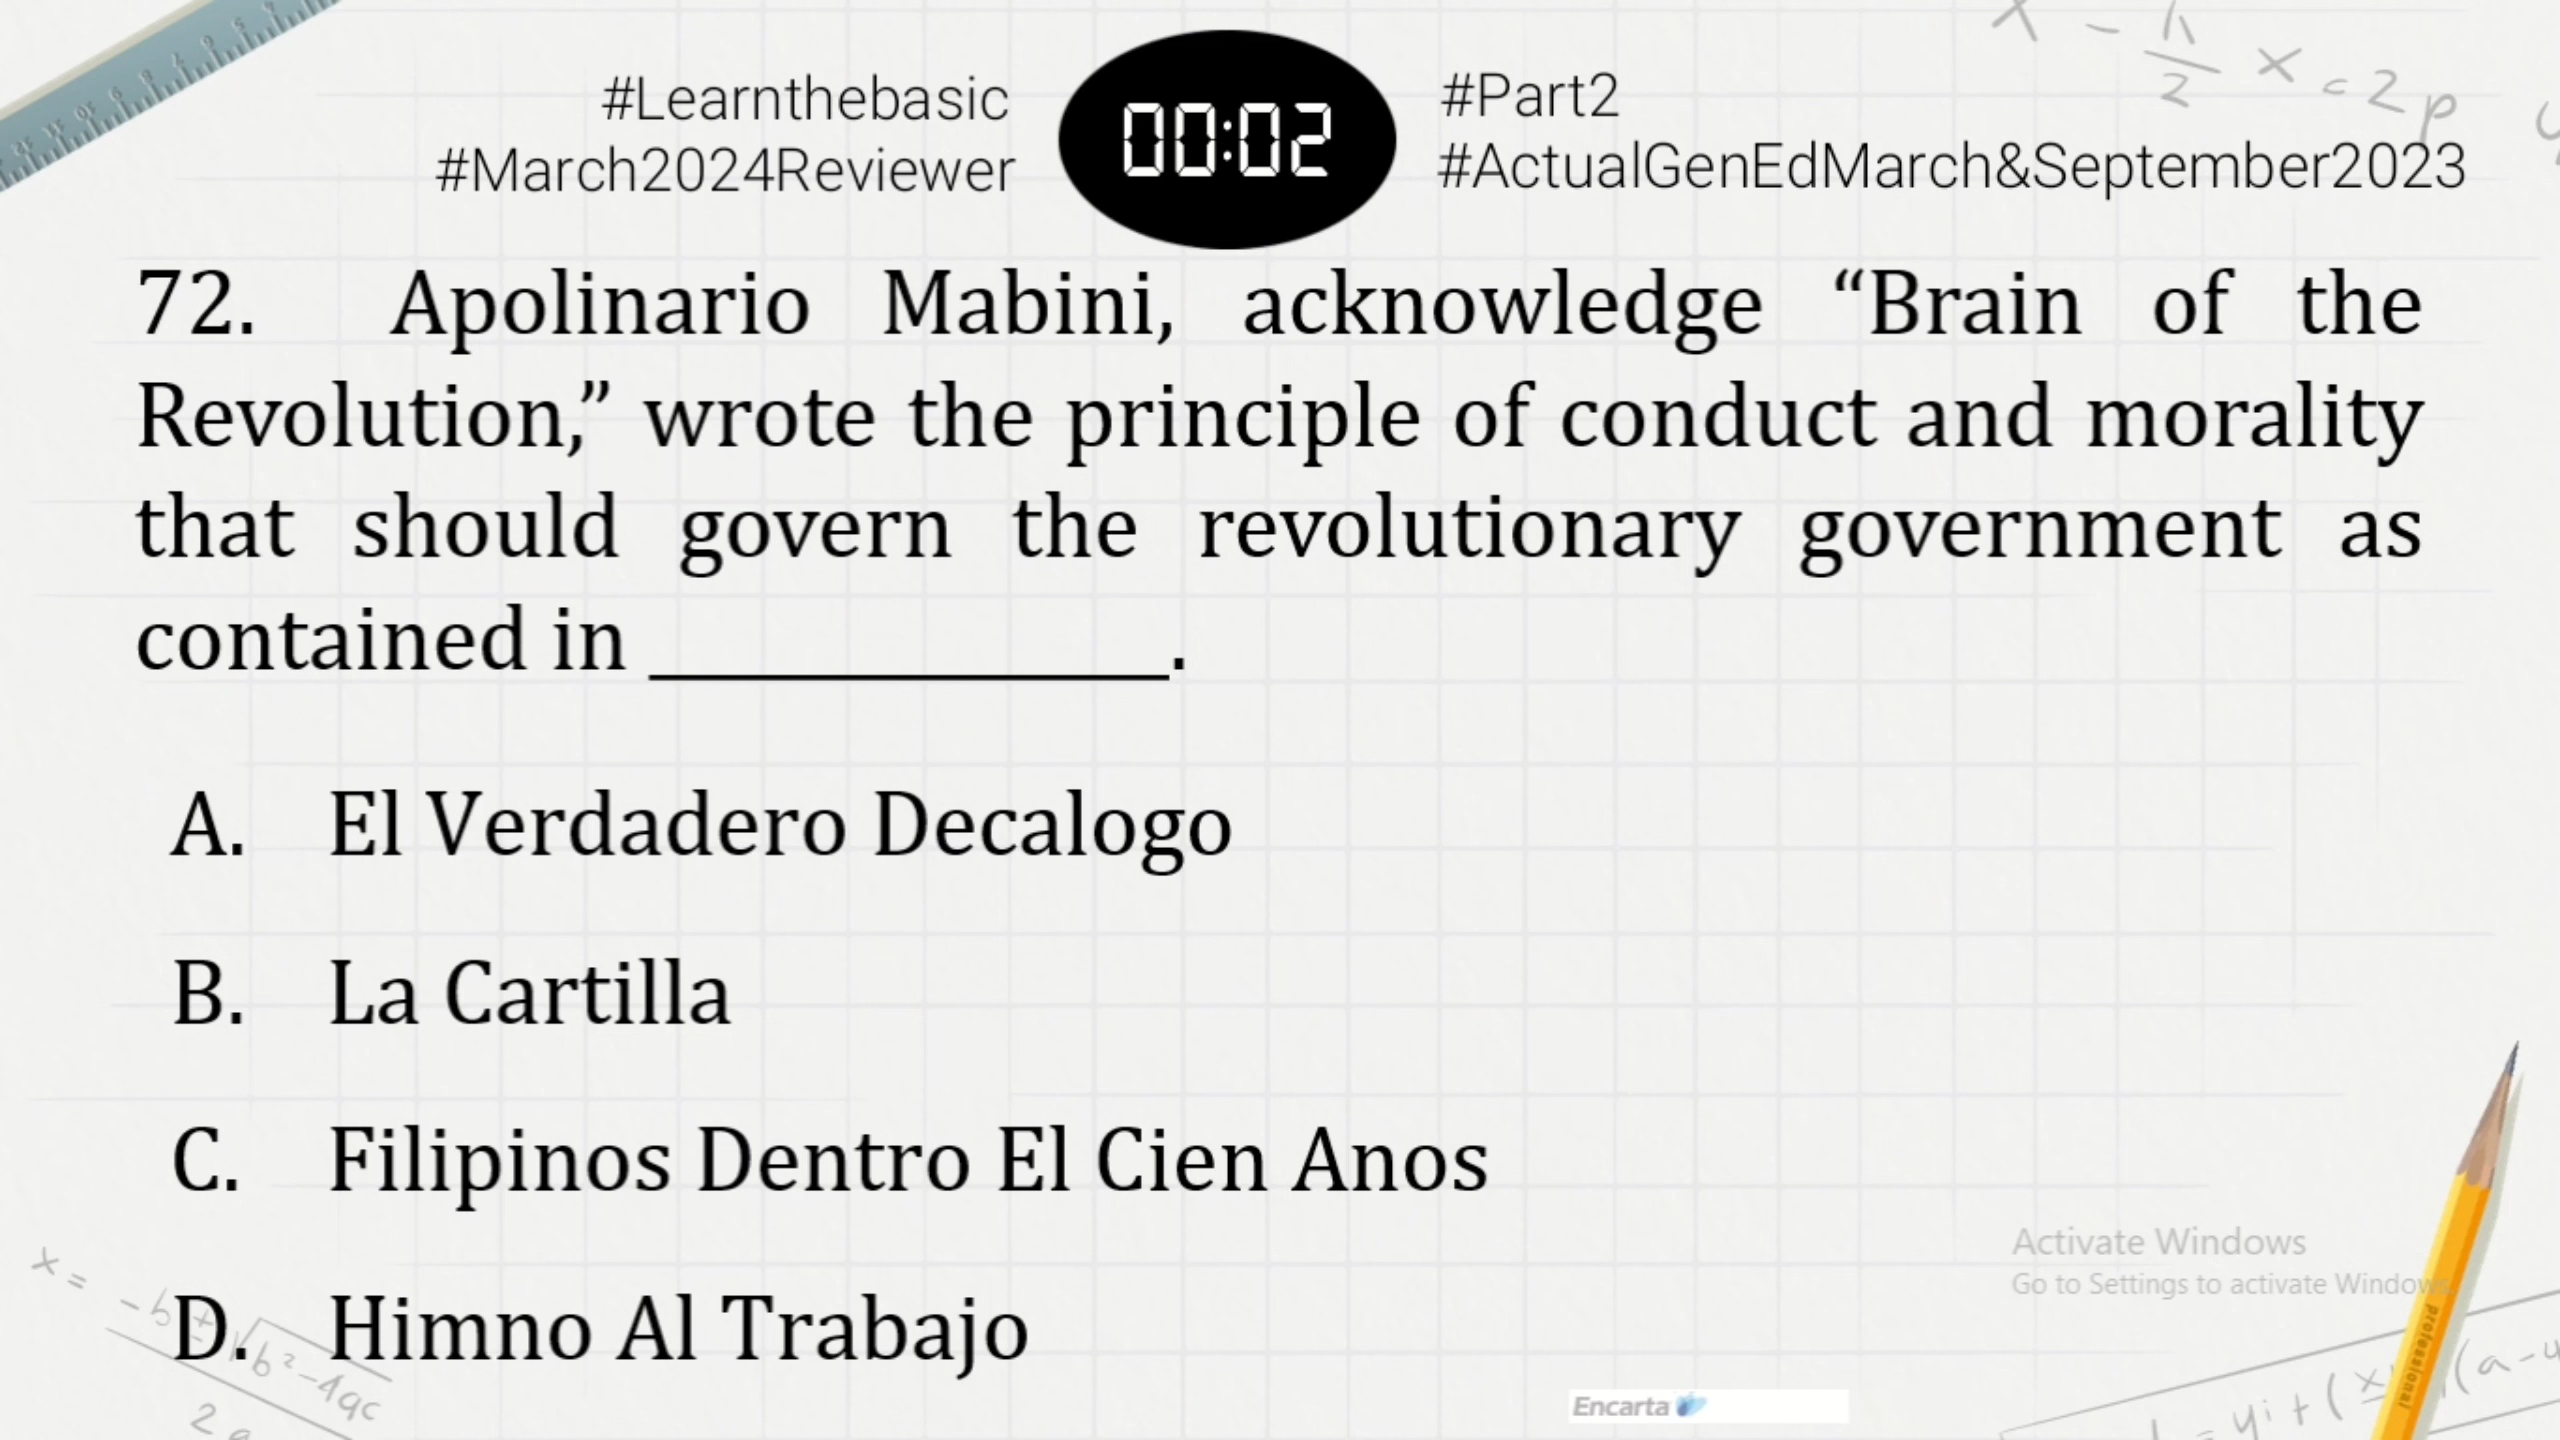 #Learnthebasic
#March2024Reviewer
00:02
#Part2
#ActualGenEdMarch&September2023
72. Apolinario Mabini, acknowledge “Brain of the
Revolution,” wrote the principle of conduct and morality
that should govern the revolutionary government as
contained in ______________.
A. El Verdadero Decalogo
B. La Cartilla
C. Filipinos Dentro El Cien Anos
D. Himno Al Trabajo
Activate Windows
Go to Settings to activate Windows.
Encarta
professional